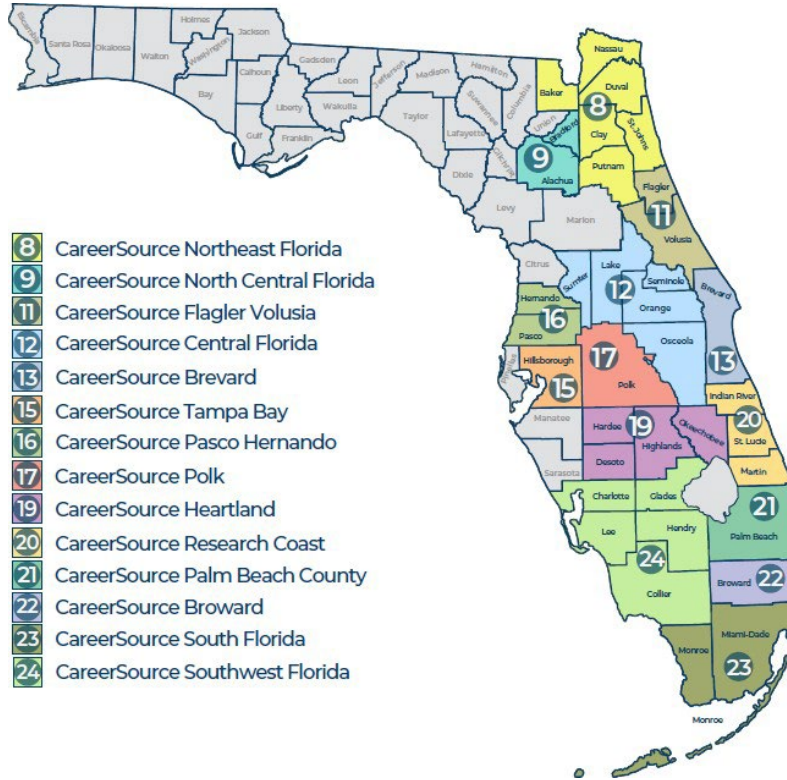 Escambia
Santa Rosa
Okaloosa
Walton
Holmes
Washington
Jackson
Bay
Calhoun
Gulf
Liberty
Gadsden
Franklin
Leon
Wakulla
Jefferson
Madison
Taylor
Hamilton
Suwannee
Lafayette
Columbia
Dixie
Gilchrist
Baker
Union
Bradford
9
Alachua
Levy
Marion
Nassau
Duval
8
Clay
St.Johns
Putnam
Flagler
11
Volusia
Citrus
Sumter
Lake
Seminole
12
Orange
Brevard
Hernando
16
Pasco
Osceola
13
Pinellas
Hillsborough
15
17
Polk
Indian River
20
St. Lucie
Martin
Manatee
Hardee
19
Highlands
Okeechobee
Sarasota
Desoto
Charlotte
Glades
21
Palm Beach
Lee
Hendry
24
Collier
Broward
22
Monroe
Miami-Dade
23
Monroe
8 CareerSource Northeast Florida
9 CareerSource North Central Florida
11 CareerSource Flagler Volusia
12 CareerSource Central Florida
13 CareerSource Brevard
15 CareerSource Tampa Bay
16 CareerSource Pasco Hernando
17 CareerSource Polk
19 CareerSource Heartland
20 CareerSource Research Coast
21 CareerSource Palm Beach County
22 CareerSource Broward
23 CareerSource South Florida
24 CareerSource Southwest Florida